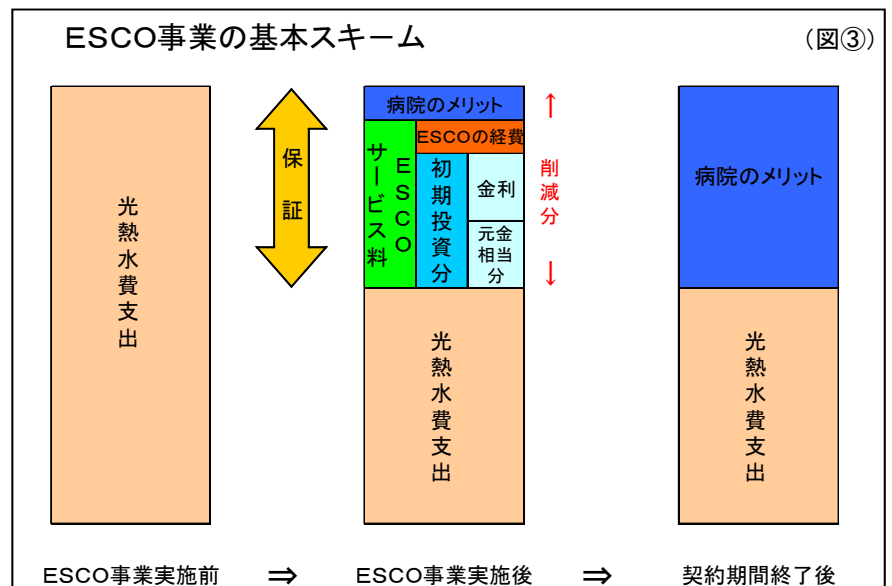 ESCO事業の基本スキーム
(図③)
光熱水費支出
保証
病院のメリット
ESCO
サービス料
ESCOの経費
初期投資分
金利
元金
相当
分
↑
削減分
↓
光熱水費支出
病院のメリット
光熱水費支出
ESCO事業実施前 ⇒ ESCO事業実施後 ⇒ 契約期間終了後